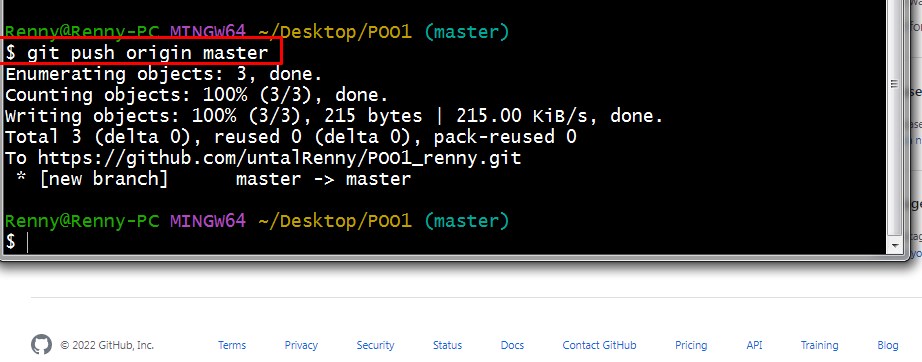 Renny@Renny-PC MINGW64 ~/Desktop/POO1 (master)
$ git push origin master
Enumerating objects: 3, done.
Counting objects: 100% (3/3), done.
Writing objects: 100% (3/3), 215 bytes | 215.00 KiB/s, done.
Total 3 (delta 0), reused 0 (delta 0), pack-reused 0
To https://github.com/untalRenny/POO1_renny.git
 * [new branch]      master -> master
Renny@Renny-PC MINGW64 ~/Desktop/POO1 (master)
$
© 2022 GitHub, Inc. Terms Privacy Security Status Docs Contact GitHub Pricing API Training Blog